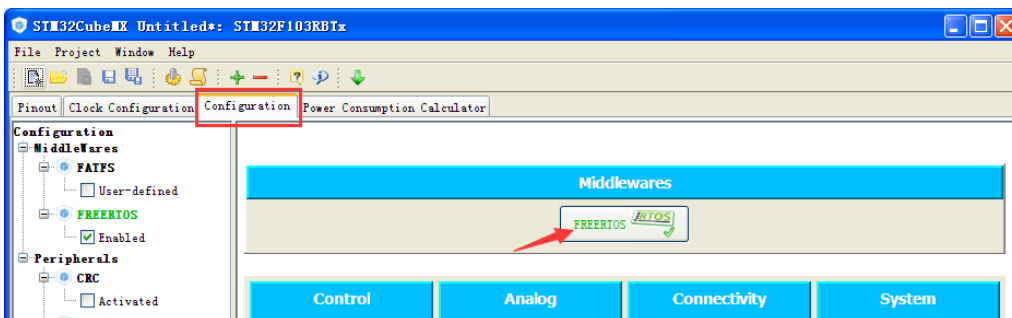 STM32CubeMX Untitled*: STM32F103RBTx
File Project Window Help
Pinout Clock Configuration Configuration Power Consumption Calculator
Configuration
MiddleWares
FATFS
User-defined
FREERTOS
Enabled
Peripherals
CRC
Activated
Middlewares
FREERTOS RTOS
Control Analog Connectivity System